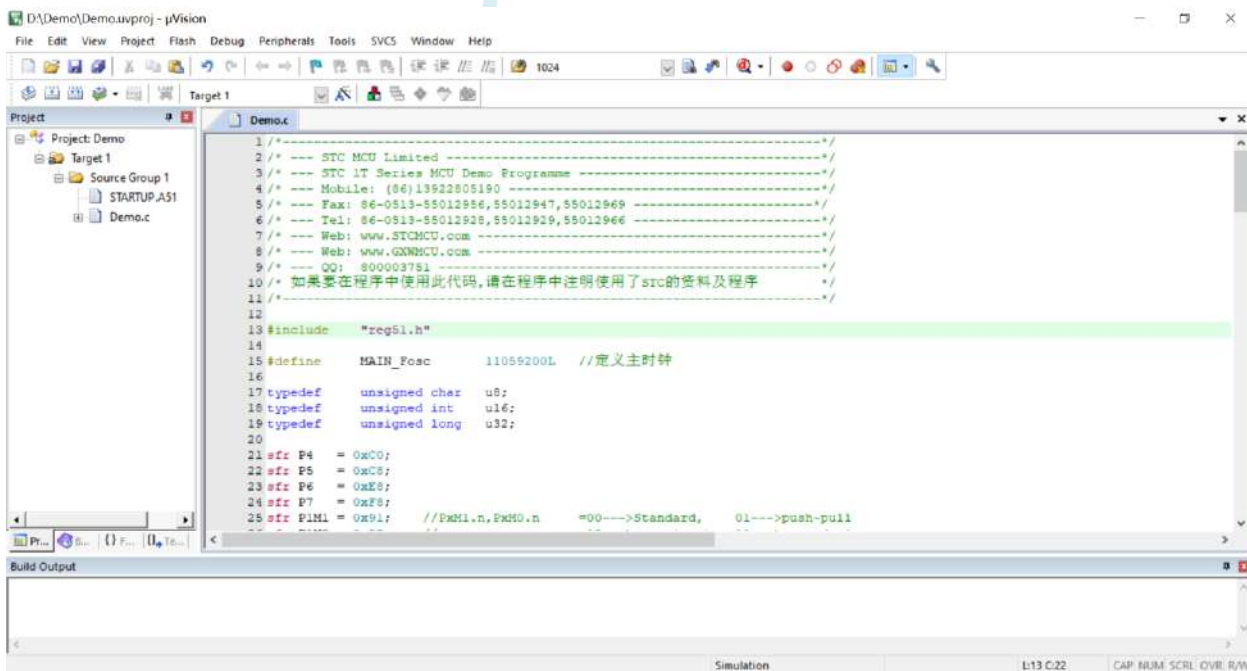 D:\Demo\Demo.uvproj - µVision
File Edit View Project Flash Debug Peripherals Tools SVCS Window Help
1024
Target 1
Project
Demo.c
Project: Demo
Target 1
Source Group 1
STARTUP.A51
Demo.c
1 /*---------------------------------------------------------------------*/
2 /* --- STC MCU Limited ------------------------------------------------*/
3 /* --- STC 1T Series MCU Demo Programme -------------------------------*/
4 /* --- Mobile: (86)13922805190 ----------------------------------------*/
5 /* --- Fax: 86-0513-55012956,55012947,55012969 ------------------------*/
6 /* --- Tel: 86-0513-55012928,55012929,55012966 ------------------------*/
7 /* --- Web: www.STCMCU.com --------------------------------------------*/
8 /* --- Web: www.GXWMCU.com --------------------------------------------*/
9 /* --- QQ: 800003751 -------------------------------------------------*/
10 /* 如果要在程序中使用此代码,请在程序中注明使用了STC的资料及程序 */
11 /*---------------------------------------------------------------------*/
12
13 #include "reg51.h"
14
15 #define MAIN_Fosc 11059200L //定义主时钟
16
17 typedef unsigned char u8;
18 typedef unsigned int u16;
19 typedef unsigned long u32;
20
21 sfr P4 = 0xC0;
22 sfr P5 = 0xC8;
23 sfr P6 = 0xE8;
24 sfr P7 = 0xF8;
25 sfr P1M1 = 0x91; //PxM1.n,PxM0.n =00--->Standard, 01--->push-pull
Pr... B... {} F... Te...
Build Output
Simulation L:13 C:22 CAP NUM SCRL OVR R/W